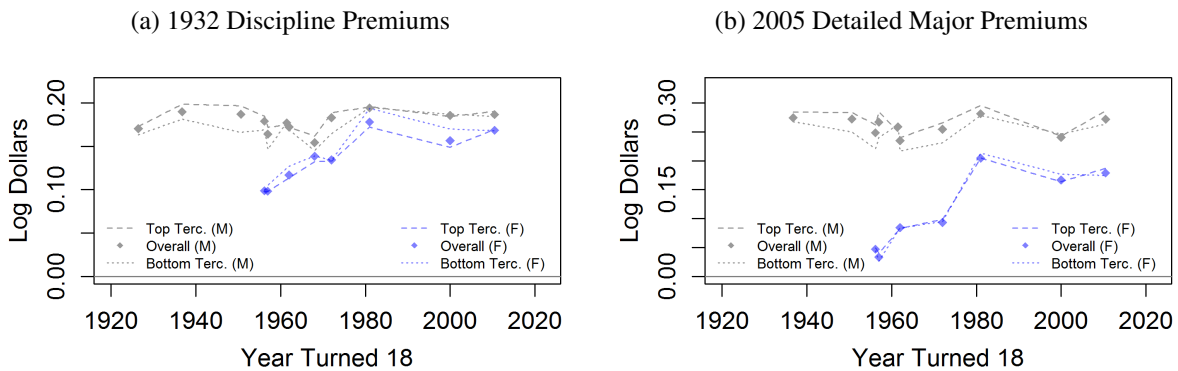 (a) 1932 Discipline Premiums
Log Dollars
0.20
0.10
0.00
Top Terc. (M)
Overall (M)
Bottom Terc. (M)
Top Terc. (F)
Overall (F)
Bottom Terc. (F)
1920 1940 1960 1980 2000 2020
Year Turned 18
(b) 2005 Detailed Major Premiums
Log Dollars
0.30
0.15
0.00
Top Terc. (M)
Overall (M)
Bottom Terc. (M)
Top Terc. (F)
Overall (F)
Bottom Terc. (F)
1920 1940 1960 1980 2000 2020
Year Turned 18